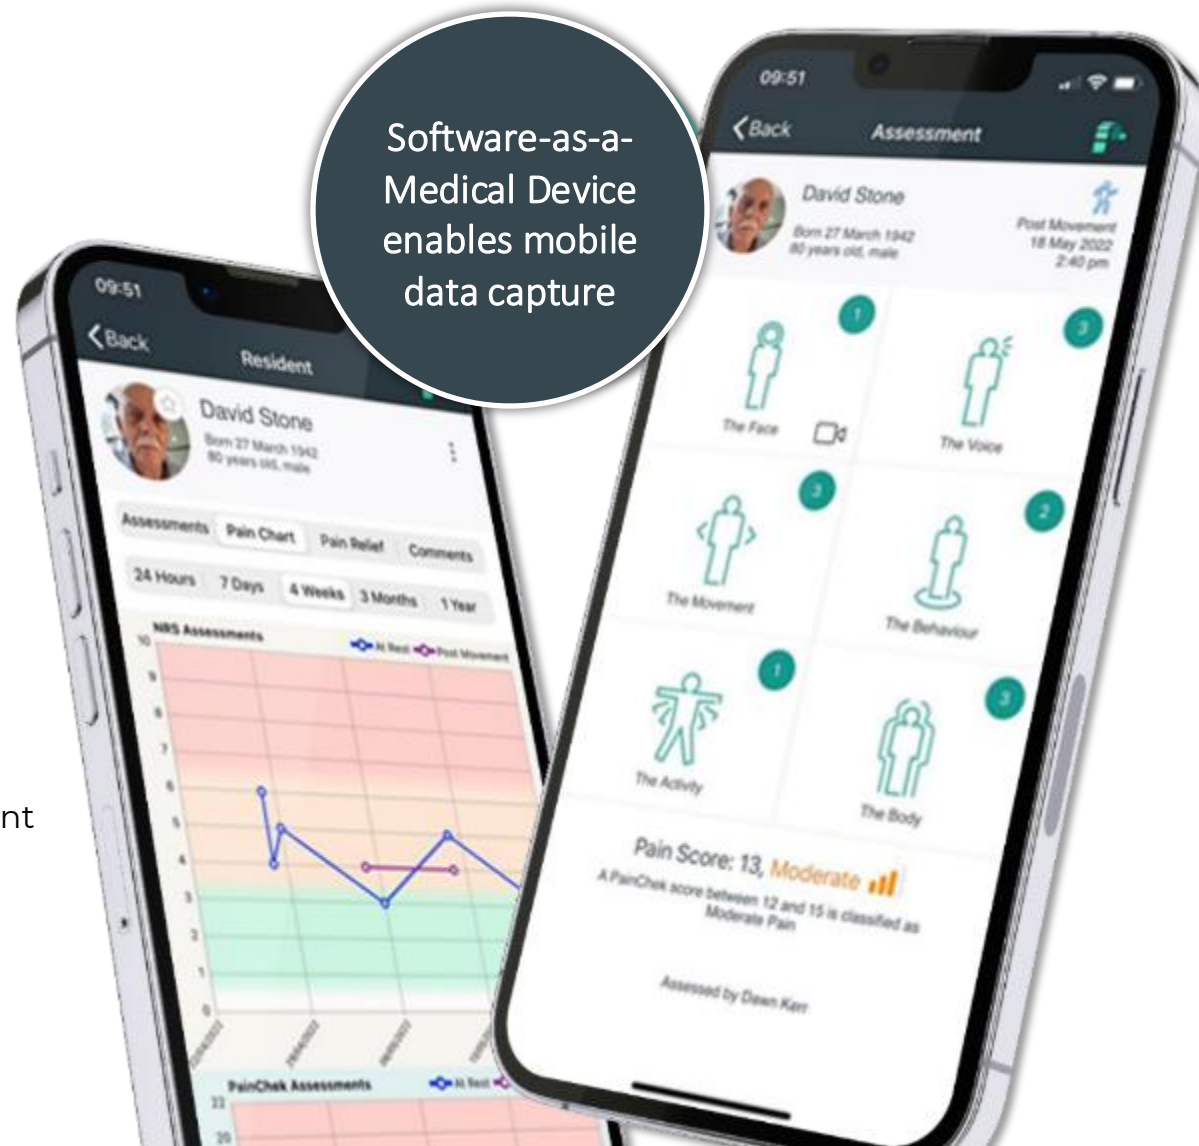 Software-as-a-
Medical Device
enables mobile
data capture
09:51
Back
Resident
David Stone
Born 27 March 1942
80 years old, male
Assessments Pain Chart Pain Relief Comments
24 Hours 7 Days 4 Weeks 3 Months 1 Year
NRS Assessments
At Rest Post Movement
10
9
8
7
6
5
4
3
2
1
0
PainChek Assessments
At Rest
22
20
nt
09:51
Back
Assessment
David Stone
Born 27 March 1942
80 years old, male
Post Movement
18 May 2022
2:40 pm
1
The Face
3
The Voice
3
The Movement
2
The Behaviour
1
The Activity
3
The Body
Pain Score: 13, Moderate
A PainChek score between 12 and 15 is classified as
Moderate Pain
Assessed by Dawn Kerr